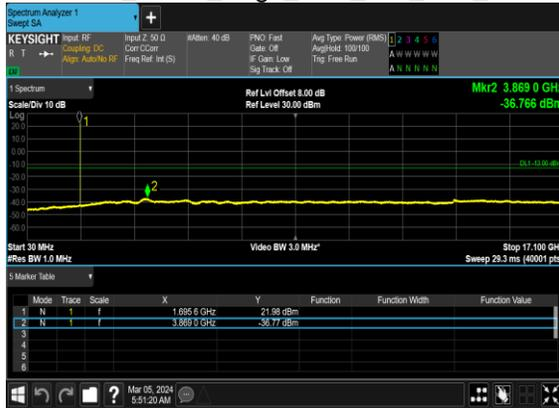 Spectrum Analyzer 1
Swept SA
KEYSIGHT Input: RF Input Z: 50 Ω #Atten: 40 dB PNO: Fast Avg Type: Power (RMS) 1 2 3 4 5 6
R T Coupling: DC Corr CCorr Gate: Off Avg|Hold: 100/100 A W W W W W
Align: Auto/No RF Freq Ref: Int (S) IF Gain: Low Trig: Free Run
LXI Sig Track: Off A N N N N N
1 Spectrum Ref Lvl Offset 8.00 dB Mkr2 3.869 0 GH
Scale/Div 10 dB Ref Level 30.00 dBm -36.766 dBn
Log
20.0
10.0
0.00
-10.0
-20.0
-30.0
-40.0
-50.0
-60.0
1
DL1 -13.00 dBm
2
Start 30 MHz Video BW 3.0 MHz* Stop 17.100 GH
#Res BW 1.0 MHz Sweep 29.3 ms (40001 pts
5 Marker Table
Mode Trace Scale X Y Function Function Width Function Value
1 N 1 f 1.695 6 GHz 21.98 dBm
2 N 1 f 3.869 0 GHz -36.77 dBm
3
4
5
6
? Mar 05, 2024
5:51:20 AM